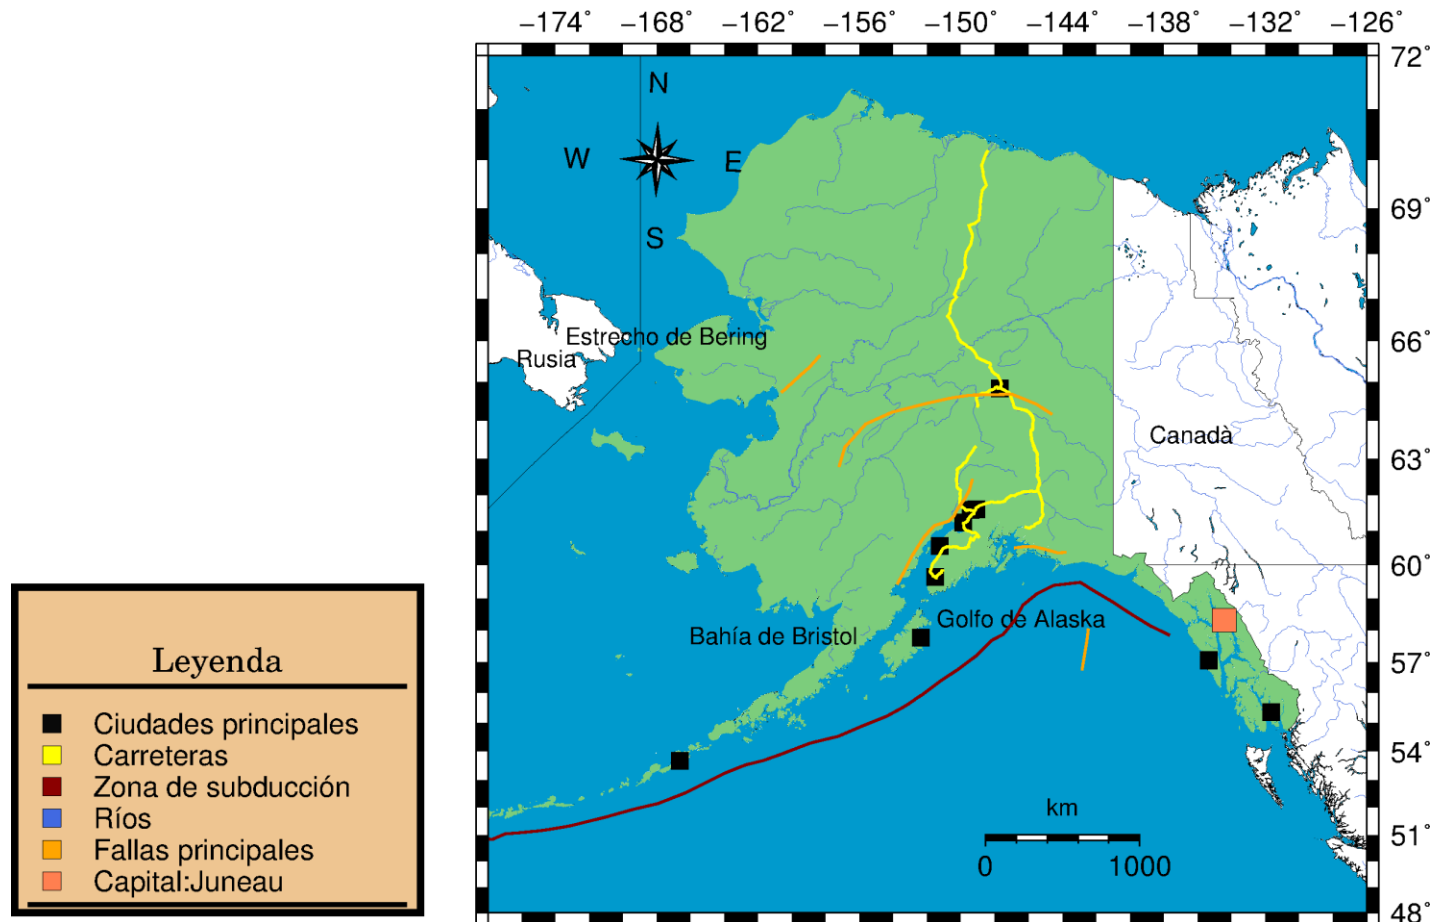 −174˚ −168˚ −162˚ −156˚ −150˚ −144˚ −138˚ −132˚ −126˚
72˚
N
W E
S
69˚
66˚
Estrecho de Bering
Rusia
Canadà
63˚
60˚
Golfo de Alaska
Bahía de Bristol
57˚
54˚
51˚
48˚
km
0 1000
Leyenda
Ciudades principales
Carreteras
Zona de subducción
Ríos
Fallas principales
Capital:Juneau